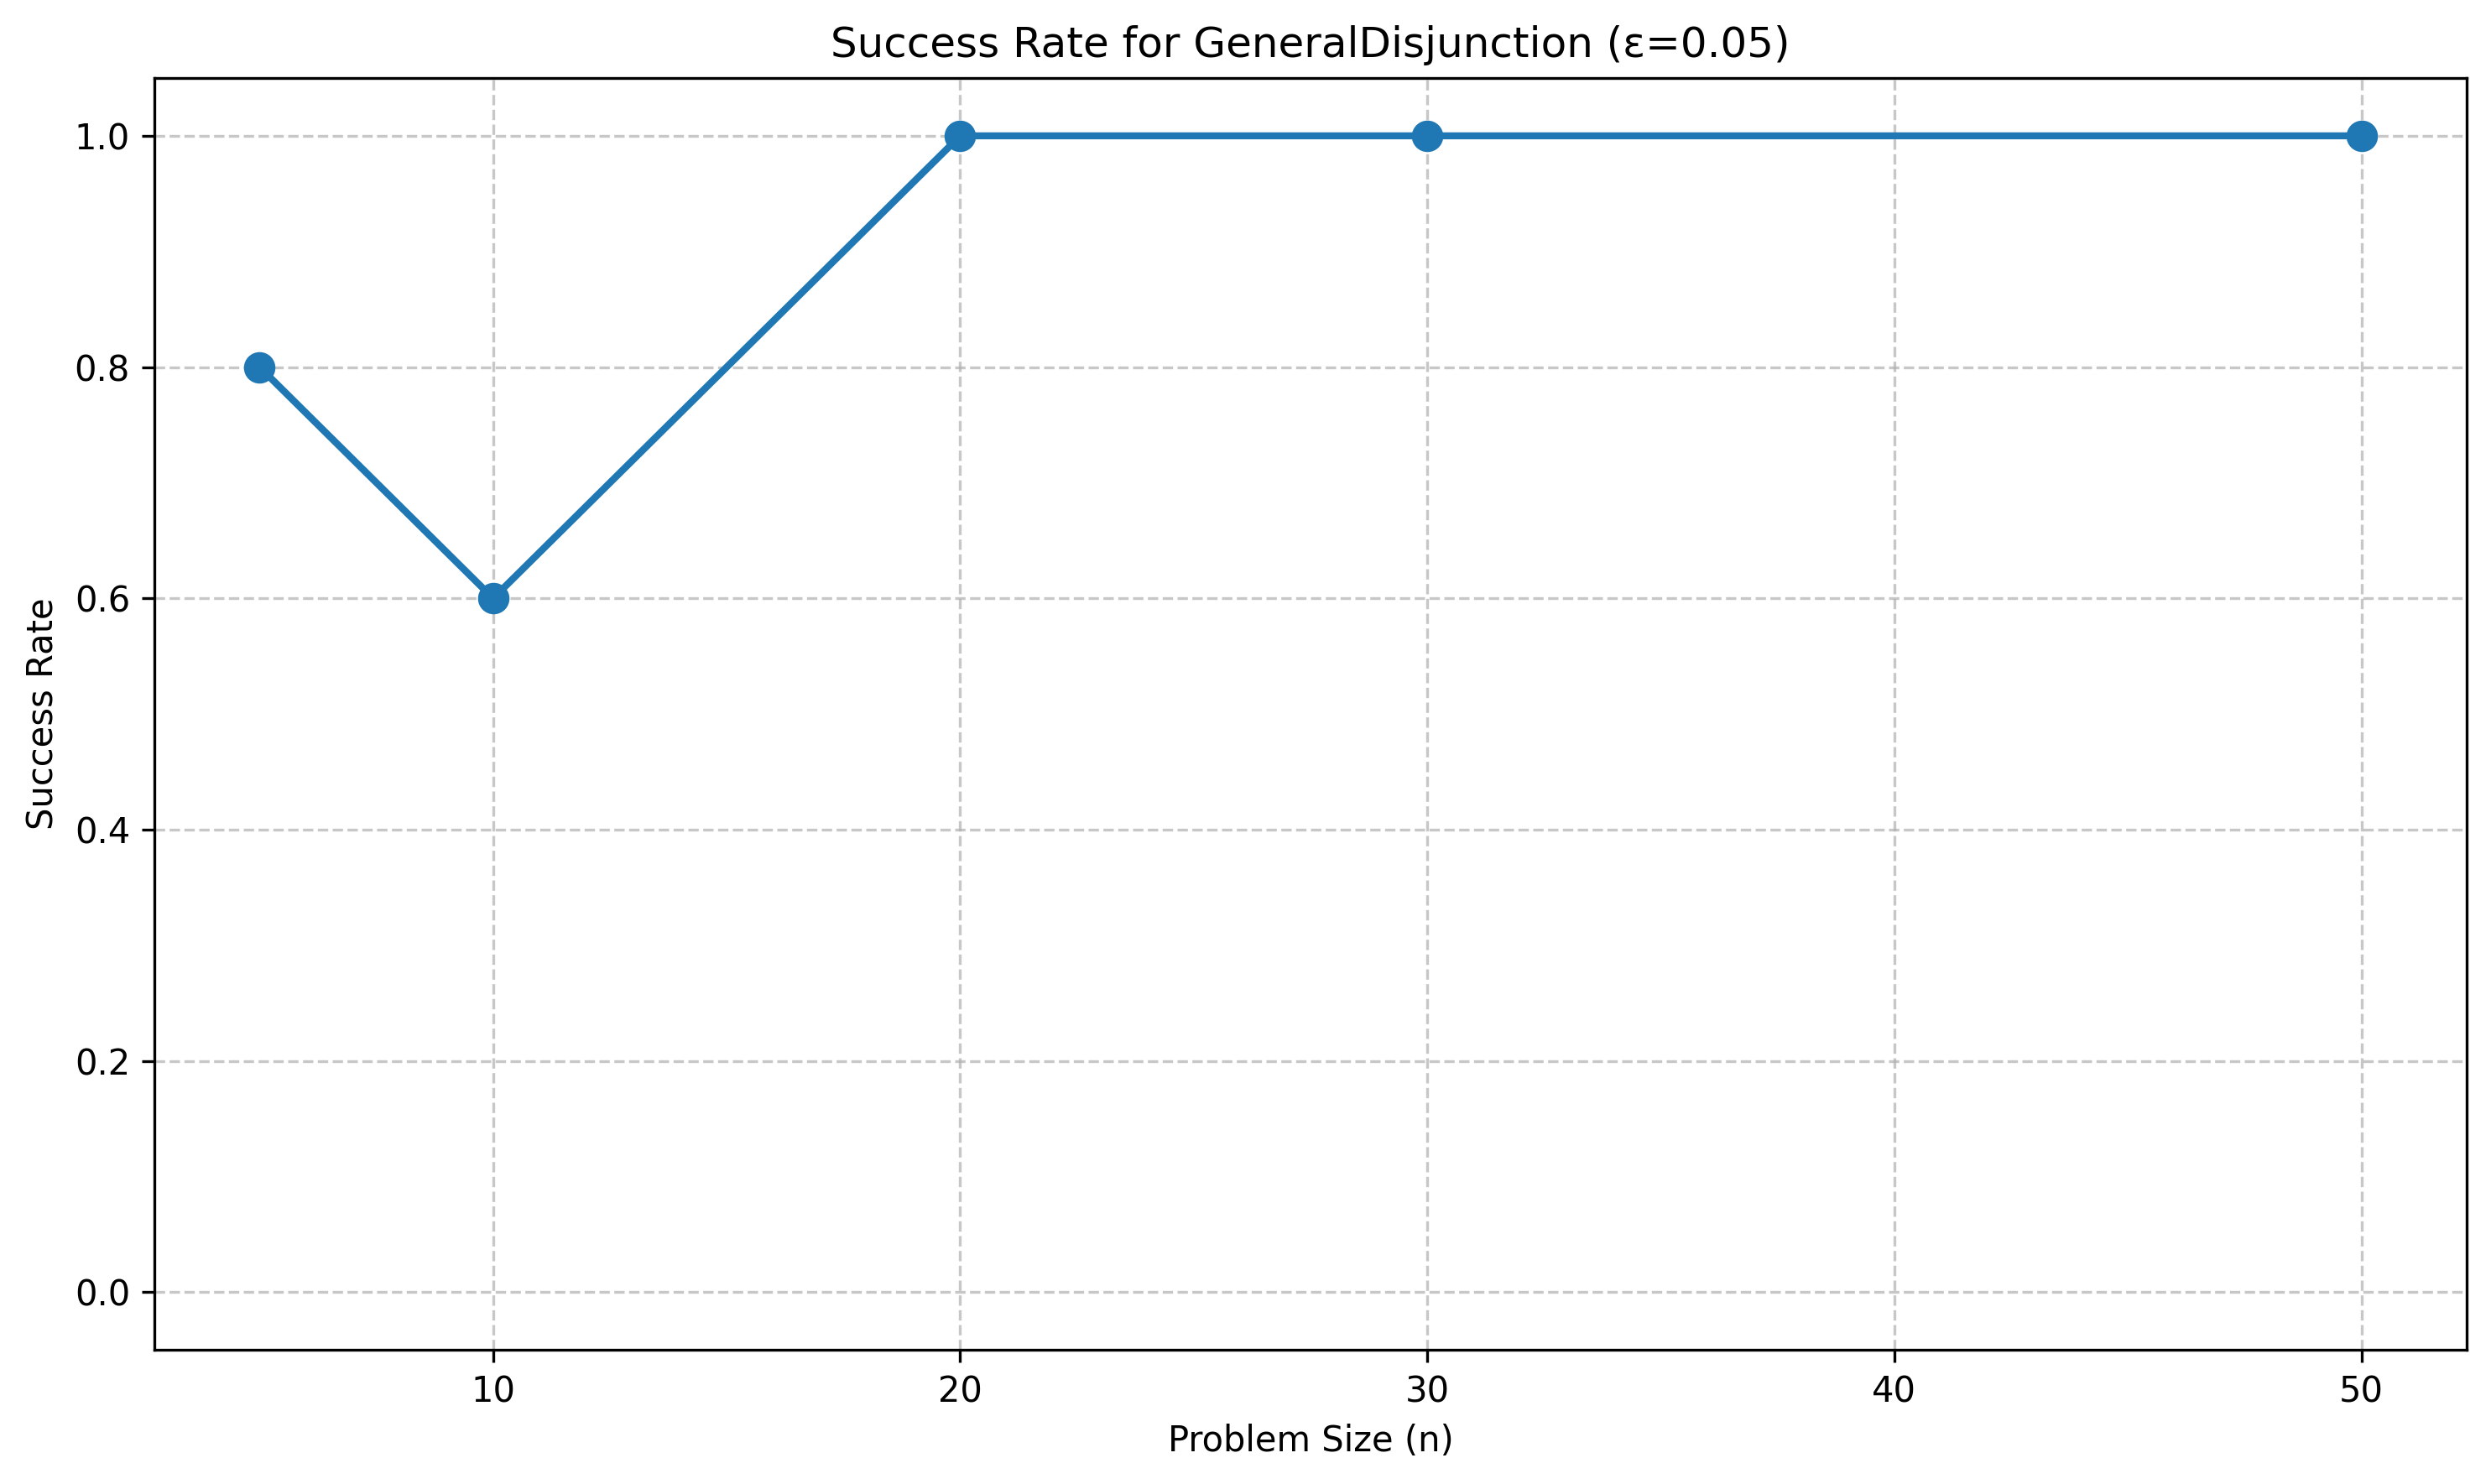 Success Rate for GeneralDisjunction (ε=0.05)
Success Rate
1.0
0.8
0.6
0.4
0.2
0.0
10 20 30 40 50
Problem Size (n)